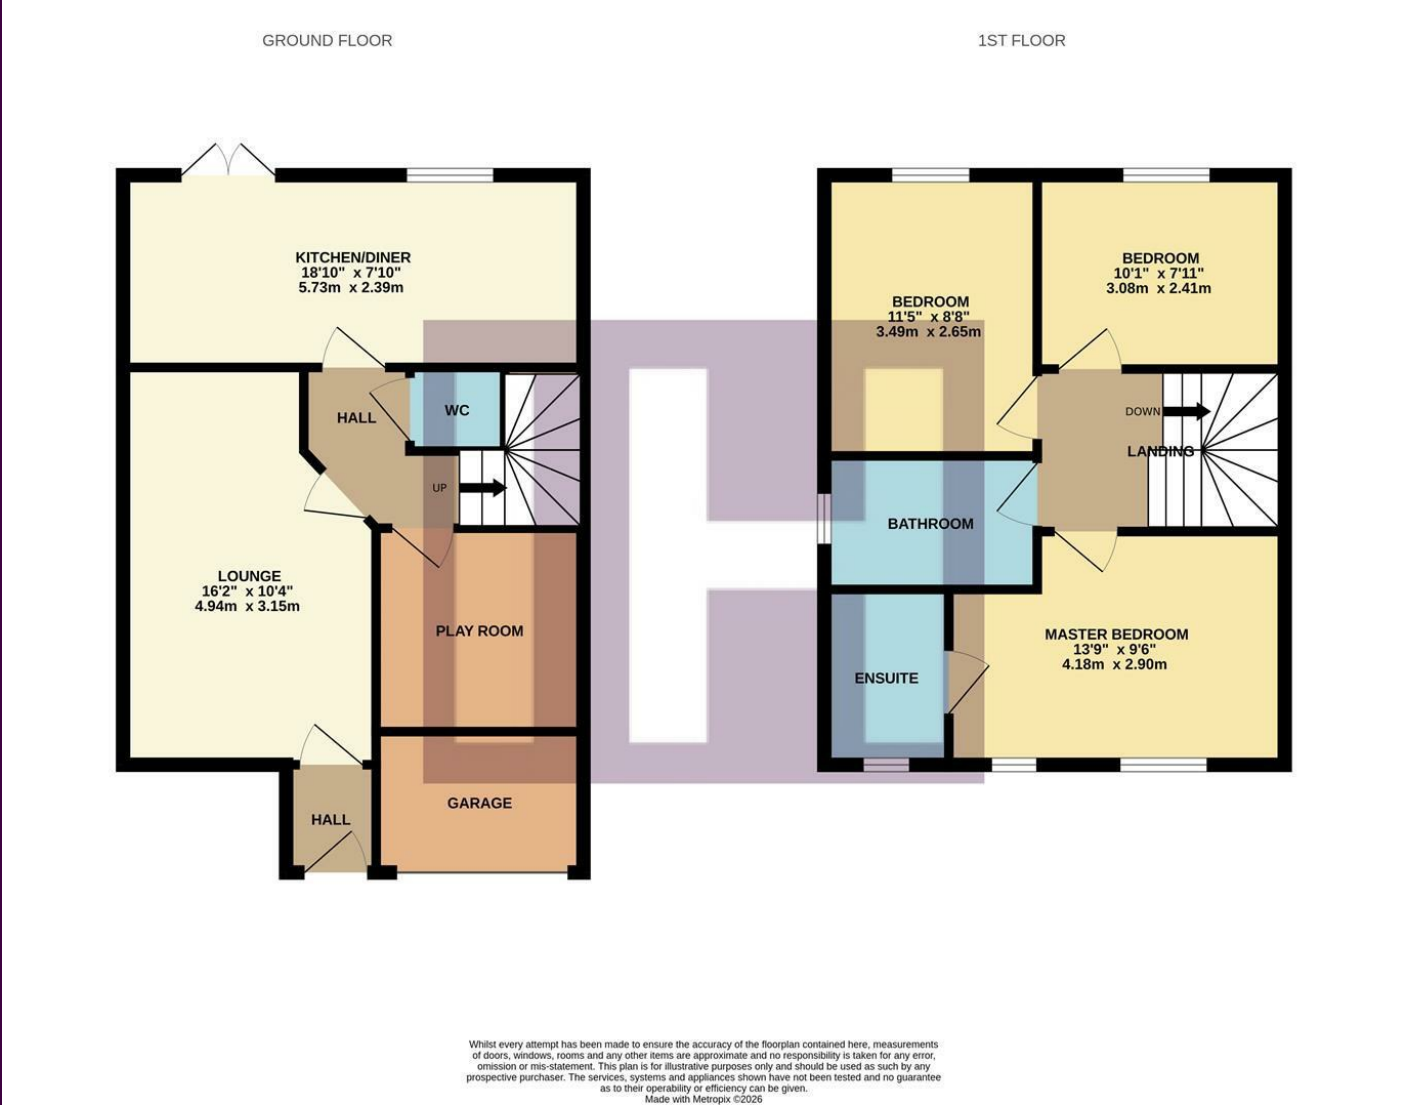 GROUND FLOOR
1ST FLOOR
KITCHEN/DINER
18'10" x 7'10"
5.73m x 2.39m
HALL
WC
UP
LOUNGE
16'2" x 10'4"
4.94m x 3.15m
PLAY ROOM
GARAGE
HALL
BEDROOM
11'5" x 8'8"
3.49m x 2.65m
BEDROOM
10'1" x 7'11"
3.08m x 2.41m
DOWN
LANDING
BATHROOM
ENSUITE
MASTER BEDROOM
13'9" x 9'6"
4.18m x 2.90m
Whilst every attempt has been made to ensure the accuracy of the floorplan contained here, measurements
of doors, windows, rooms and any other items are approximate and no responsibility is taken for any error,
omission or mis-statement. This plan is for illustrative purposes only and should be used as such by any
prospective purchaser. The services, systems and appliances shown have not been tested and no guarantee
as to their operability or efficiency can be given.
Made with Metropix ©2026